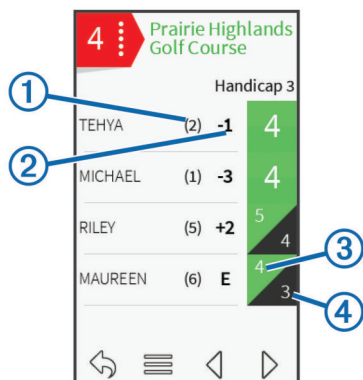 4 Prairie Highlands
Golf Course
Handicap 3
1
TEHYA (2) -1 4
2
MICHAEL (1) -3 4
RILEY (5) +2 5 4
3
MAUREEN (6) E 4 3
4